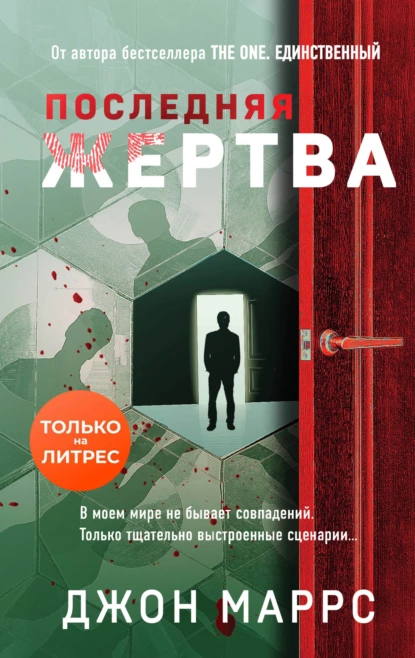 От автора бестселлера THE ONE. ЕДИНСТВЕННЫЙ
ПОСЛЕДНЯЯ
ЖЕРТВА
ТОЛЬКО
на
ЛИТРЕС
В моем мире не бывает совпадений.
Только тщательно выстроенные сценарии...
ДЖОН МАРРС